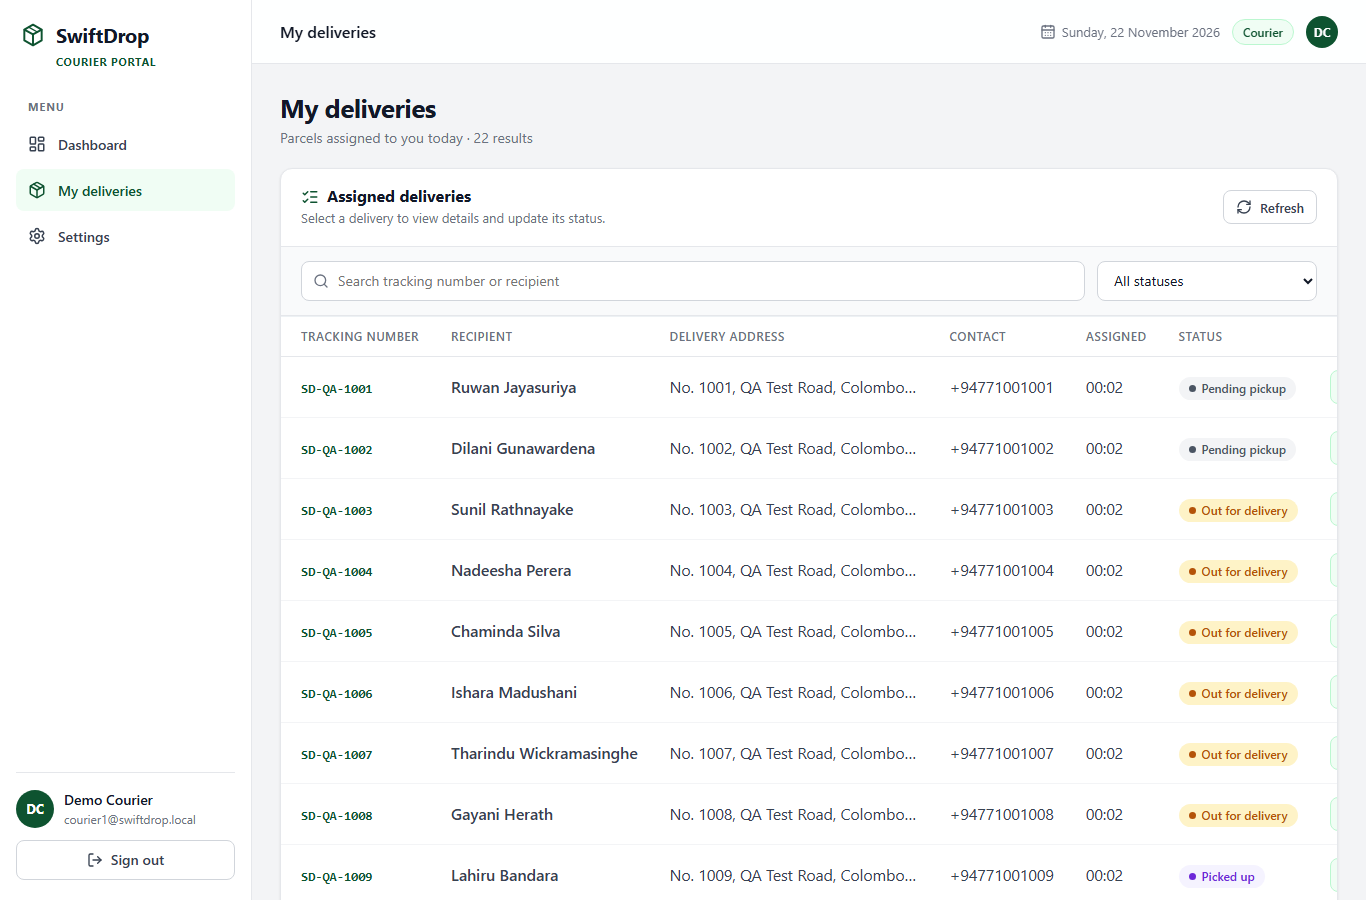 SwiftDrop
COURIER PORTAL
MENU
Dashboard
My deliveries
Settings
Demo Courier
DC
courier1@swiftdrop.local
Sign out
My deliveries
Sunday, 22 November 2026
Courier
DC
My deliveries
Parcels assigned to you today · 22 results
Assigned deliveries
Select a delivery to view details and update its status.
Refresh
Search tracking number or recipient
All statuses
TRACKING NUMBER RECIPIENT DELIVERY ADDRESS CONTACT ASSIGNED STATUS
SD-QA-1001 Ruwan Jayasuriya No. 1001, QA Test Road, Colombo... +94771001001 00:02 Pending pickup
SD-QA-1002 Dilani Gunawardena No. 1002, QA Test Road, Colombo... +94771001002 00:02 Pending pickup
SD-QA-1003 Sunil Rathnayake No. 1003, QA Test Road, Colombo... +94771001003 00:02 Out for delivery
SD-QA-1004 Nadeesha Perera No. 1004, QA Test Road, Colombo... +94771001004 00:02 Out for delivery
SD-QA-1005 Chaminda Silva No. 1005, QA Test Road, Colombo... +94771001005 00:02 Out for delivery
SD-QA-1006 Ishara Madushani No. 1006, QA Test Road, Colombo... +94771001006 00:02 Out for delivery
SD-QA-1007 Tharindu Wickramasinghe No. 1007, QA Test Road, Colombo... +94771001007 00:02 Out for delivery
SD-QA-1008 Gayani Herath No. 1008, QA Test Road, Colombo... +94771001008 00:02 Out for delivery
SD-QA-1009 Lahiru Bandara No. 1009, QA Test Road, Colombo... +94771001009 00:02 Picked up